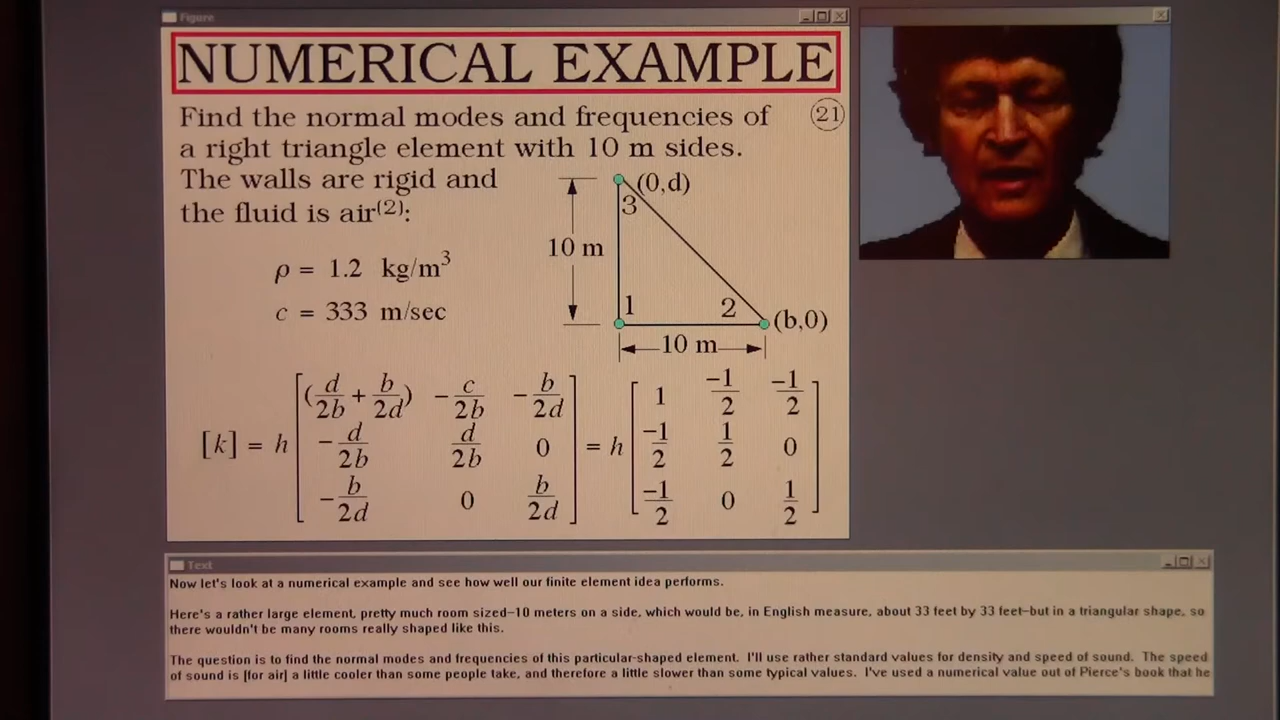 Figure
NUMERICAL EXAMPLE
Find the normal modes and frequencies of
(21)
a right triangle element with 10 m sides.
The walls are rigid and
the fluid is air(2):
ρ = 1.2 kg/m³
c = 333 m/sec
(0,d)
3
10 m
1
2
(b,0)
10 m
[k] = h [ (d/2b + b/2d) -c/2b -b/2d ] = h [ 1 -1/2 -1/2 ]
[ -d/2b d/2b 0 ] [ -1/2 1/2 0 ]
[ -b/2d 0 b/2d ] [ -1/2 0 1/2 ]
Text
Now let's look at a numerical example and see how well our finite element idea performs.
Here's a rather large element, pretty much room sized–10 meters on a side, which would be, in English measure, about 33 feet by 33 feet–but in a triangular shape, so
there wouldn't be many rooms really shaped like this.
The question is to find the normal modes and frequencies of this particular-shaped element. I'll use rather standard values for density and speed of sound. The speed
of sound is [for air] a little cooler than some people take, and therefore a little slower than some typical values. I've used a numerical value out of Pierce's book that he